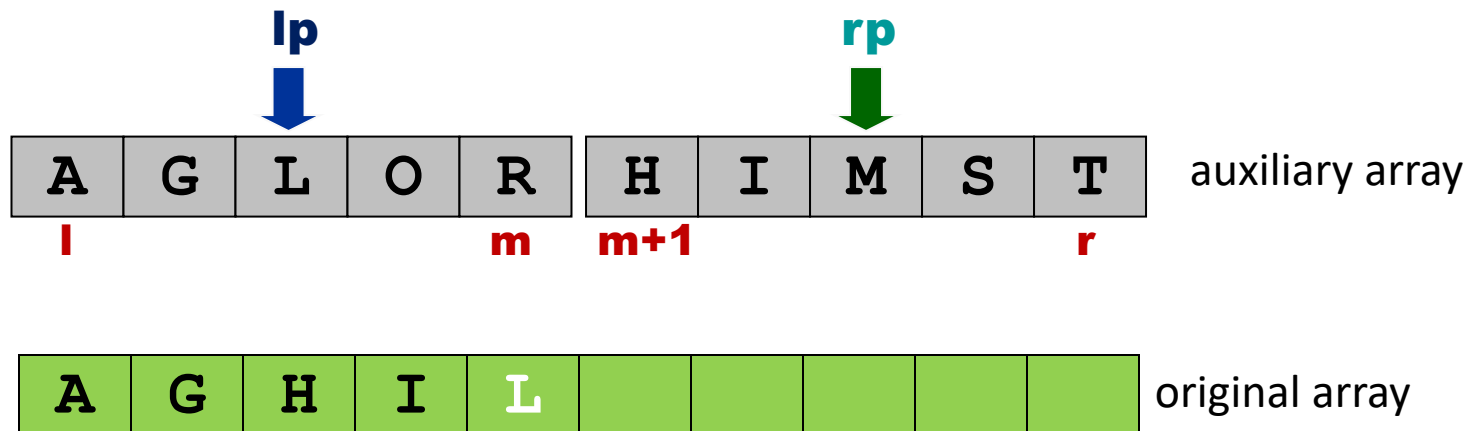 lp rp
A G L O R H I M S T auxiliary array
l m m+1 r
A G H I L original array